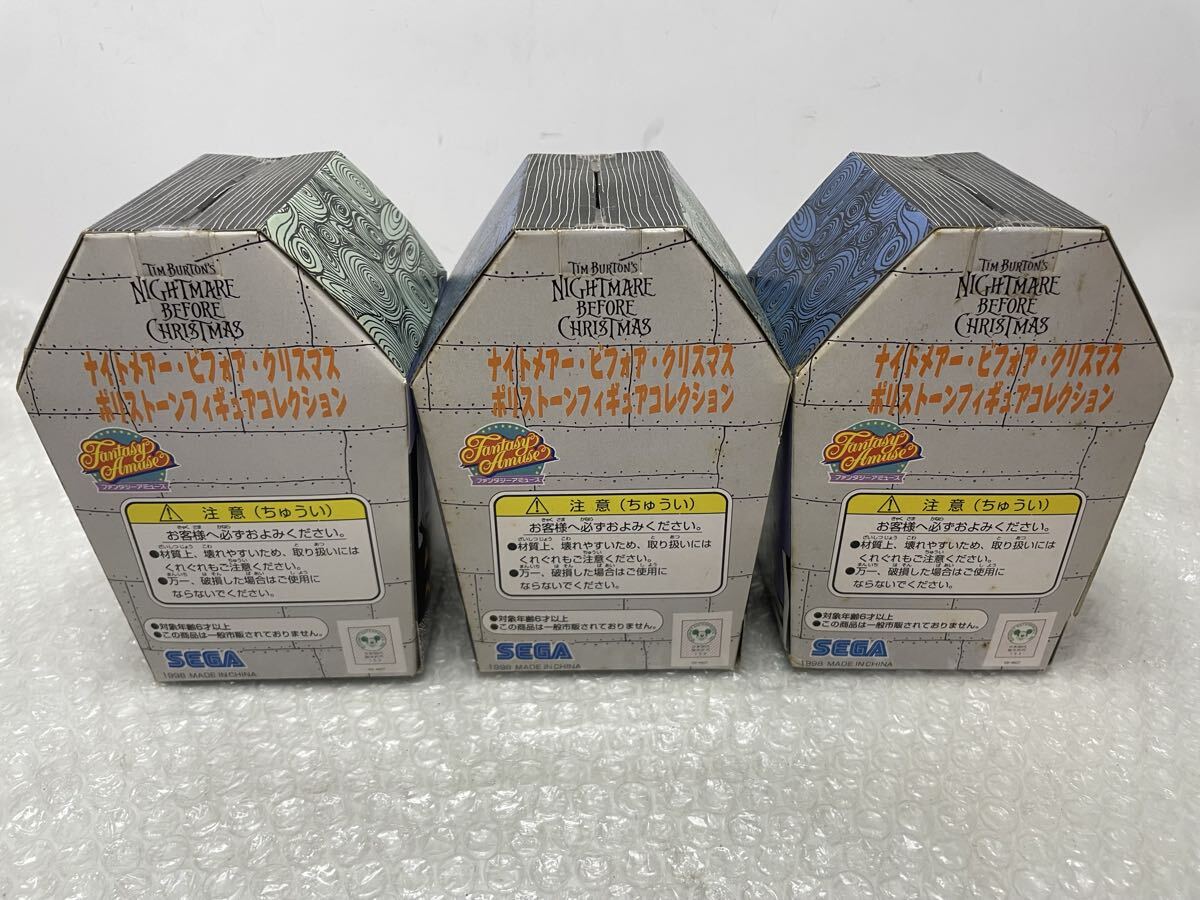 TIM BURTON'S
NIGHTMARE
BEFORE
CHRISTMAS
ナイトメアー・ビフォア・クリスマス
ポリストーンフィギュアコレクション
Fantasy
Amuse
ファンタジーアミューズ
注意(ちゅうい)
お客様へ必ずおよみください。
●材質上、壊れやすいため、取り扱いには
くれぐれもご注意ください。
●万一、破損した場合はご使用に
ならないでください。
●対象年齢6才以上
●この商品は一般市販されておりません。
SEGA
1998 MADE IN CHINA
TIM BURTON'S
NIGHTMARE
BEFORE
CHRISTMAS
ナイトメアー・ビフォア・クリスマス
ポリストーンフィギュアコレクション
Fantasy
Amuse
ファンタジーアミューズ
注意(ちゅうい)
お客様へ必ずおよみください。
●材質上、壊れやすいため、取り扱いには
くれぐれもご注意ください。
●万一、破損した場合はご使用に
ならないでください。
●対象年齢6才以上
●この商品は一般市販されておりません。
SEGA
1998 MADE IN CHINA
TIM BURTON'S
NIGHTMARE
BEFORE
CHRISTMAS
ナイトメアー・ビフォア・クリスマス
ポリストーンフィギュアコレクション
Fantasy
Amuse
ファンタジーアミューズ
注意(ちゅうい)
お客様へ必ずおよみください。
●材質上、壊れやすいため、取り扱いには
くれぐれもご注意ください。
●万一、破損した場合はご使用に
ならないでください。
●対象年齢6才以上
●この商品は一般市販されておりません。
SEGA
1998 MADE IN CHINA